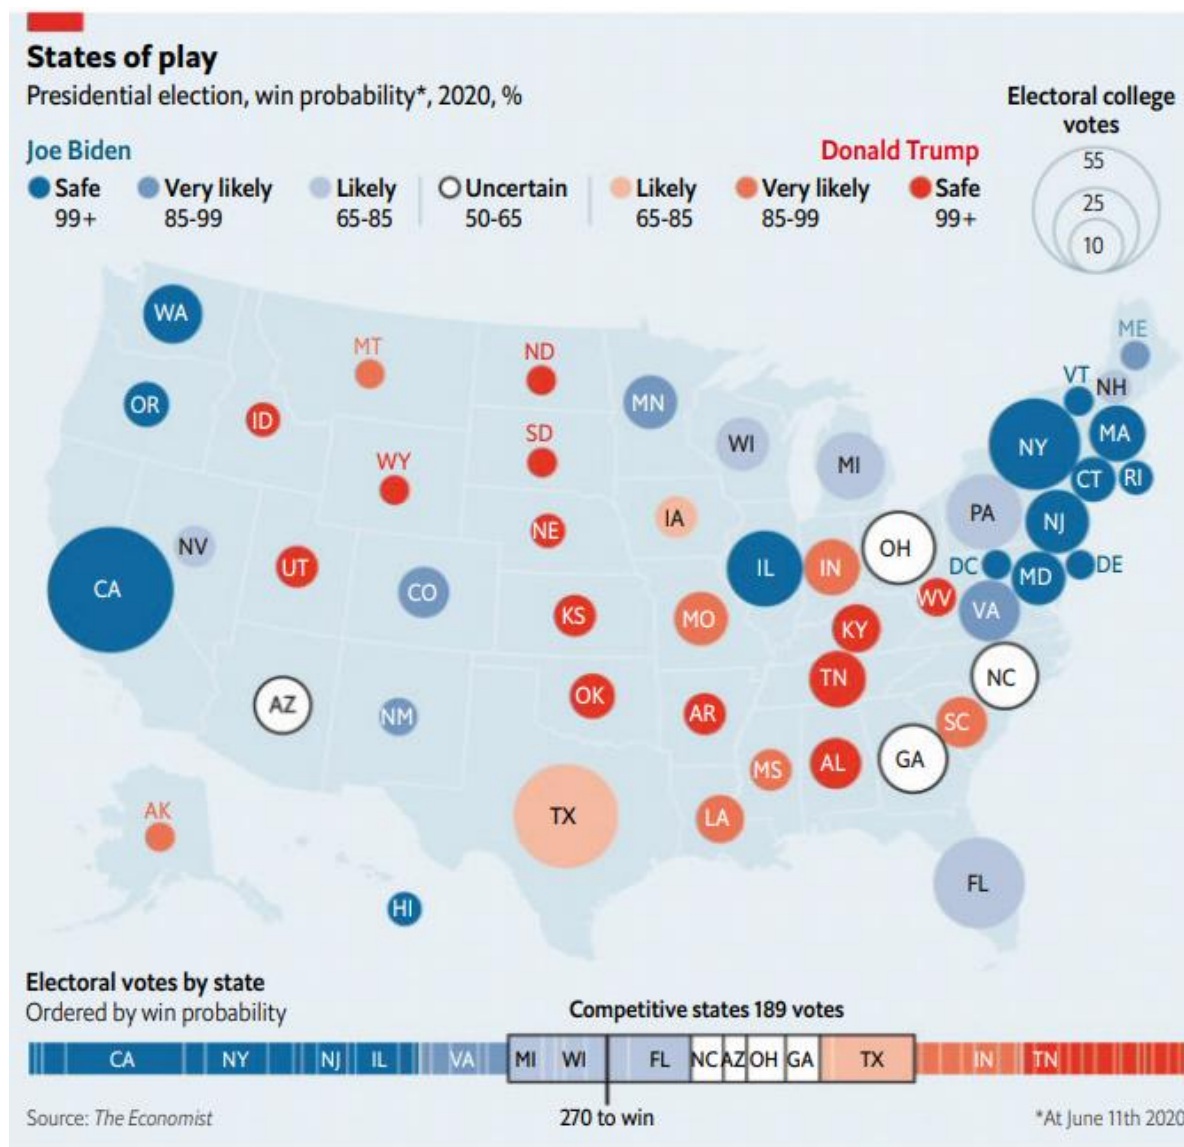 States of play
Presidential election, win probability*, 2020, %
Electoral college
votes
55
25
10
Joe Biden
Donald Trump
Safe Very likely Likely Uncertain Likely Very likely Safe
99+ 85-99 65-85 50-65 65-85 85-99 99+
WA
ME
MT
ND
VT
NH
OR
ID
MN
SD
WI
NY
MA
MI
WY
CT
RI
NV
NE
IA
PA
NJ
OH
UT
CA
CO
IL
IN
DC
MD
DE
KS
MO
WV
VA
KY
AZ
NM
OK
TN
NC
AR
SC
MS
AL
GA
TX
LA
AK
FL
HI
Electoral votes by state
Ordered by win probability
Competitive states 189 votes
CA NY NJ IL VA MI WI FL NC AZ OH GA TX IN TN
270 to win
Source: The Economist
*At June 11th 2020